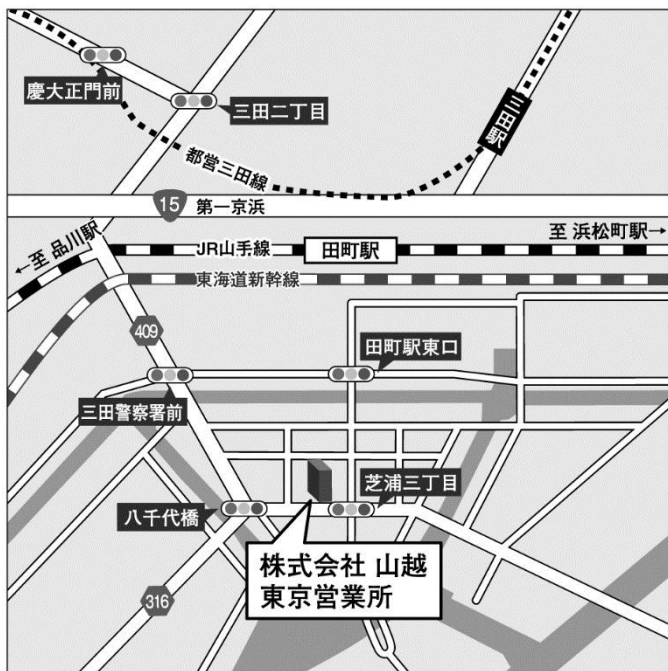 慶大正門前
三田二丁目
三田駅
都営三田線
15
第一京浜
←至 品川駅
JR山手線
田町駅
至 浜松町駅→
東海道新幹線
409
田町駅東口
三田警察署前
八千代橋
芝浦三丁目
株式会社 山越
東京営業所
316